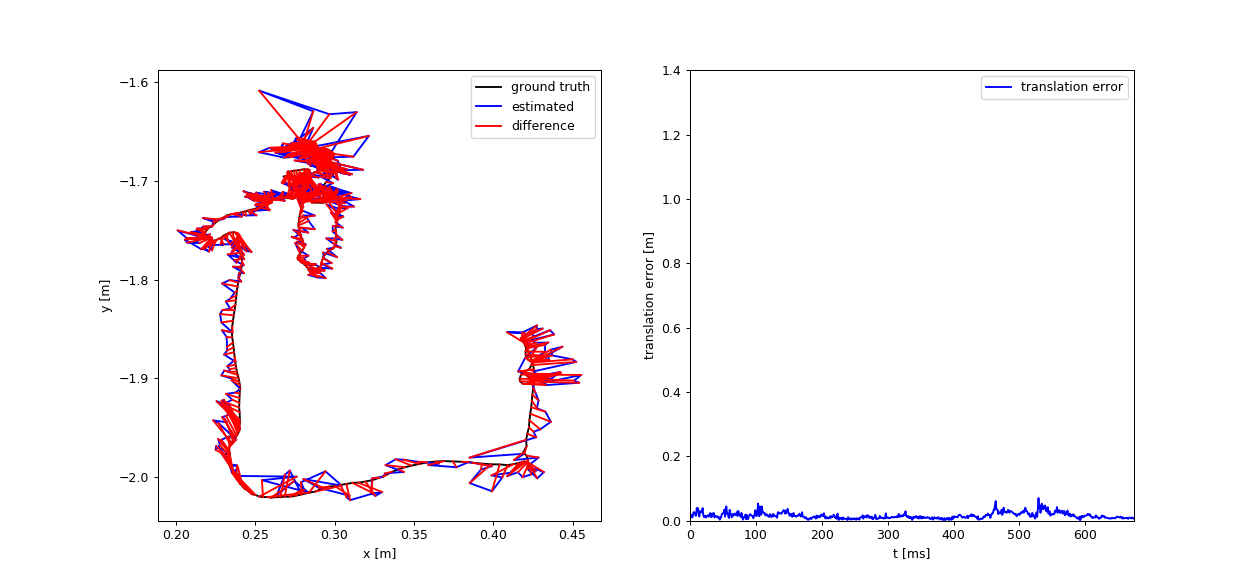 −1.6
−1.7
−1.8
−1.9
−2.0
y [m]
0.20 0.25 0.30 0.35 0.40 0.45
x [m]
ground truth
estimated
difference
1.4
1.2
1.0
0.8
0.6
0.4
0.2
0.0
translation error [m]
0 100 200 300 400 500 600
t [ms]
translation error